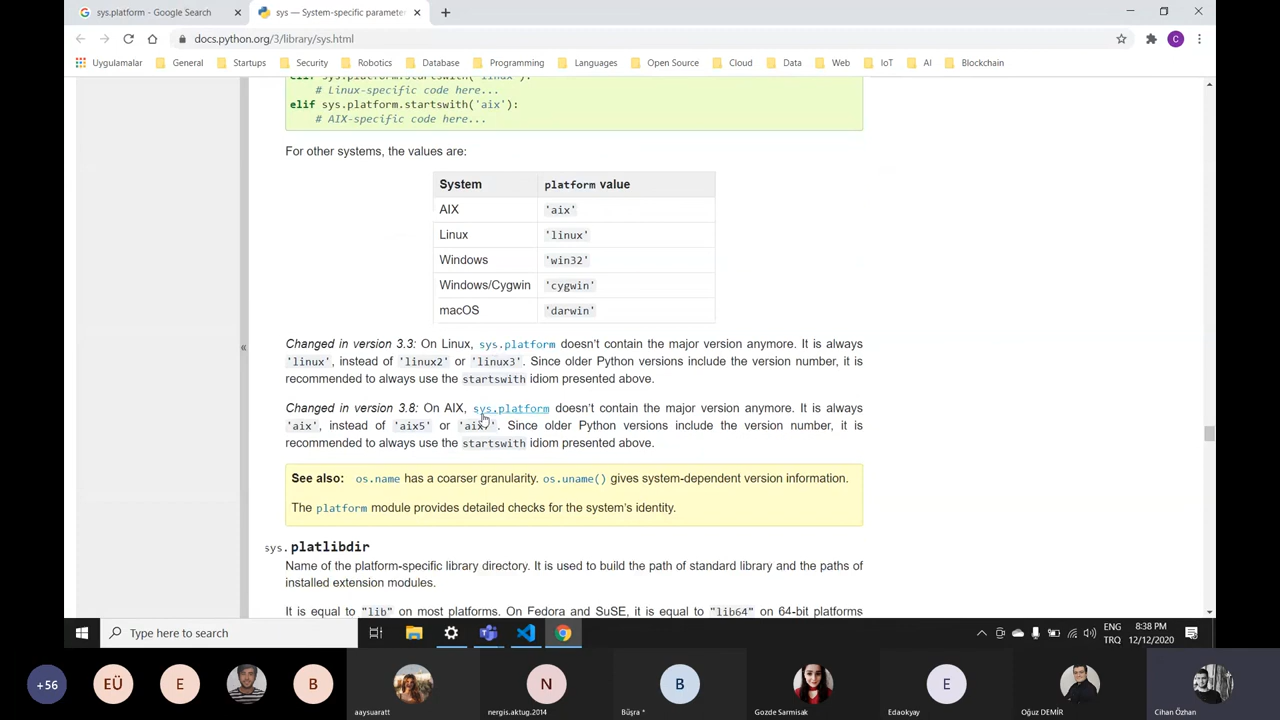 sys.platform - Google Search
sys — System-specific parameter
docs.python.org/3/library/sys.html
C
Uygulamalar
General
Startups
Security
Robotics
Database
Programming
Languages
Open Source
Cloud
Data
Web
IoT
AI
Blockchain
elif sys.platform.startswith('linux'):
# Linux-specific code here...
elif sys.platform.startswith('aix'):
# AIX-specific code here...
For other systems, the values are:
System platform value
AIX 'aix'
Linux 'linux'
Windows 'win32'
Windows/Cygwin 'cygwin'
macOS 'darwin'
«
Changed in version 3.3: On Linux, sys.platform doesn't contain the major version anymore. It is always
'linux', instead of 'linux2' or 'linux3'. Since older Python versions include the version number, it is
recommended to always use the startswith idiom presented above.
Changed in version 3.8: On AIX, sys.platform doesn't contain the major version anymore. It is always
'aix', instead of 'aix5' or 'aix7'. Since older Python versions include the version number, it is
recommended to always use the startswith idiom presented above.
See also: os.name has a coarser granularity. os.uname() gives system-dependent version information.
The platform module provides detailed checks for the system's identity.
sys.platlibdir
Name of the platform-specific library directory. It is used to build the path of standard library and the paths of
installed extension modules.
It is equal to "lib" on most platforms. On Fedora and SuSE, it is equal to "lib64" on 64-bit platforms
Type here to search
ENG
TRQ
8:38 PM
12/12/2020
+56
EÜ
E
B
aaysuaratt
N
nergis.aktug.2014
B
Büşra *
Gozde Sarmisak
E
Edaokyay
Oğuz DEMİR
Cihan Özhan